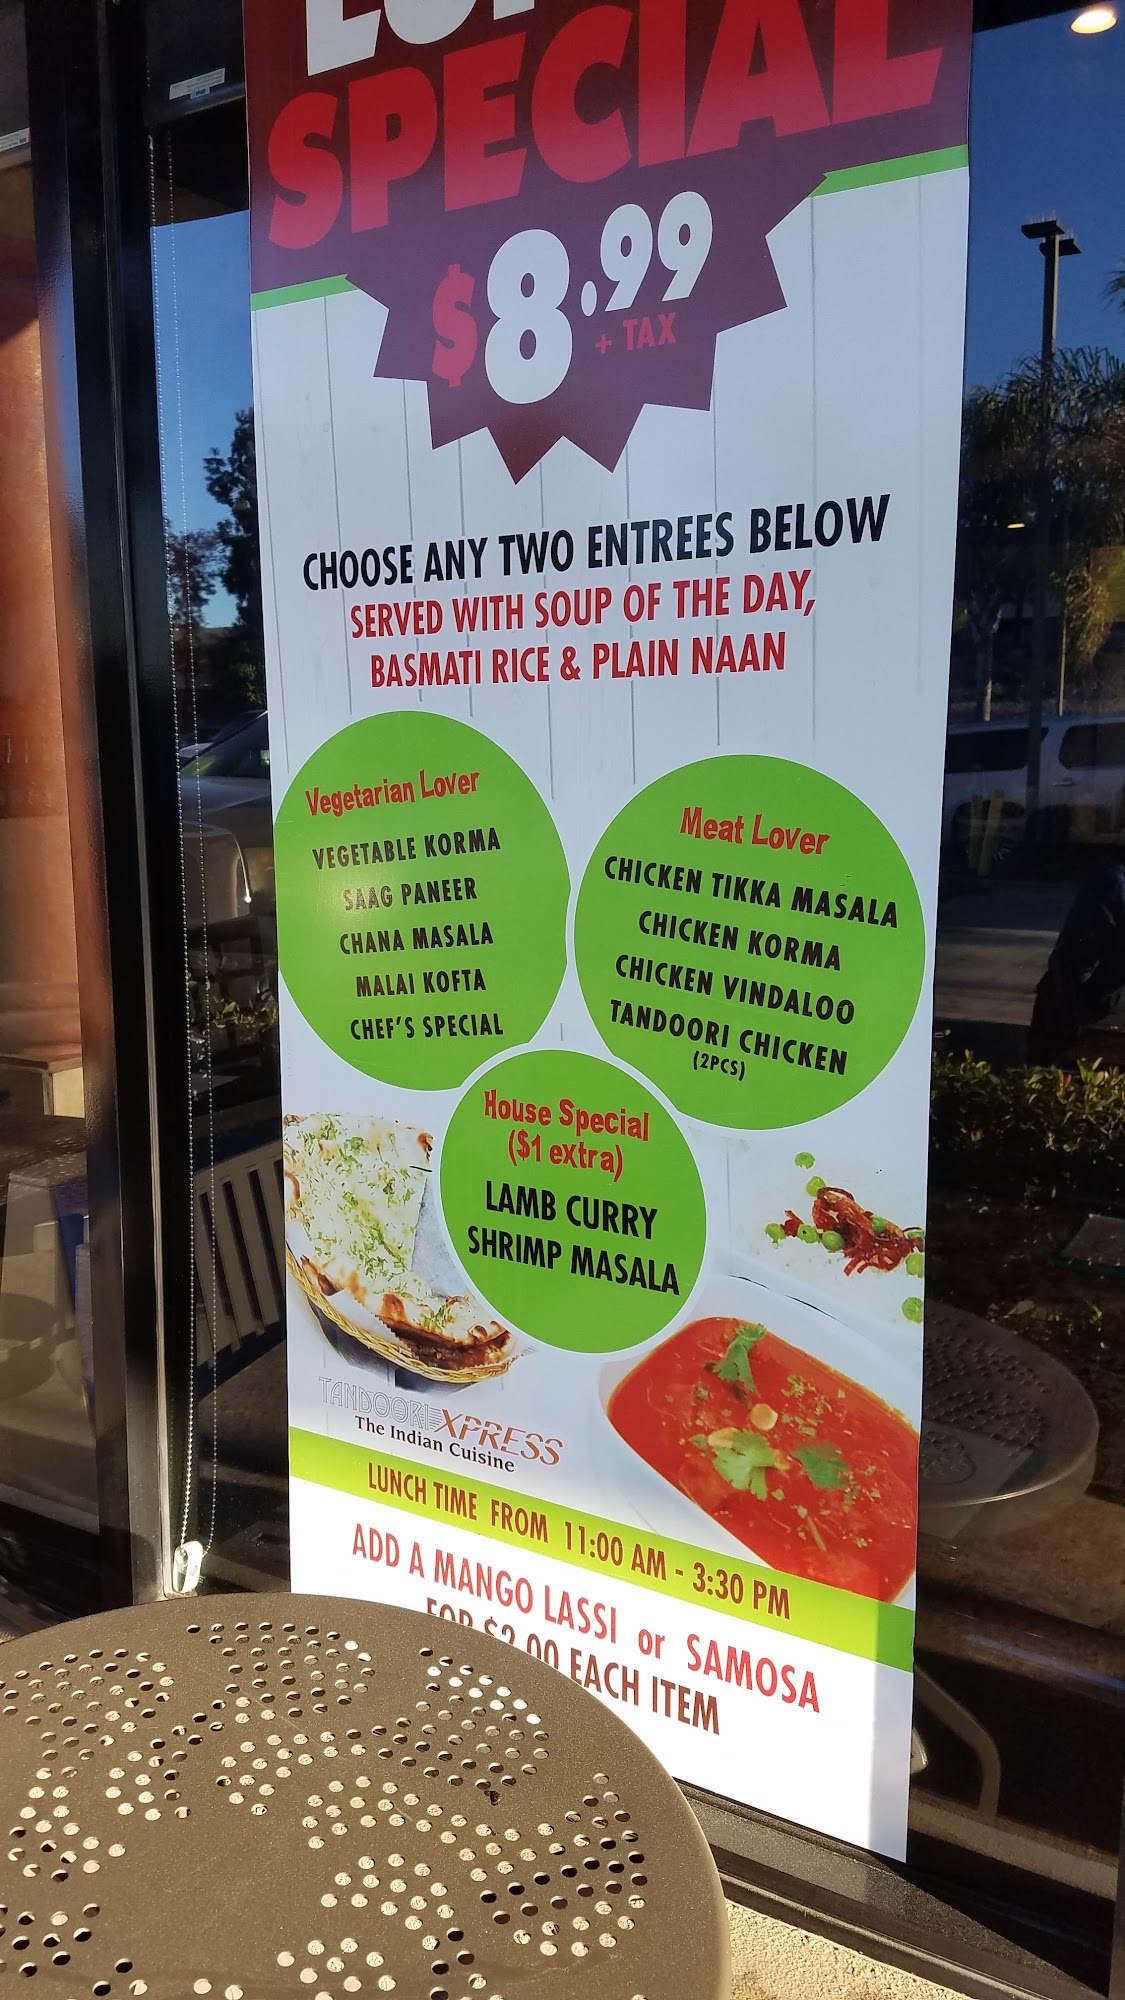 SPECIAL
$8.99
+ TAX
CHOOSE ANY TWO ENTREES BELOW
SERVED WITH SOUP OF THE DAY,
BASMATI RICE & PLAIN NAAN
Vegetarian Lover
VEGETABLE KORMA
SAAG PANEER
CHANA MASALA
MALAI KOFTA
CHEF'S SPECIAL
Meat Lover
CHICKEN TIKKA MASALA
CHICKEN KORMA
CHICKEN VINDALOO
TANDOORI CHICKEN
(2PCS)
House Special
($1 extra)
LAMB CURRY
SHRIMP MASALA
TANDOORI XPRESS
The Indian Cuisine
LUNCH TIME FROM 11:00 AM - 3:30 PM
ADD A MANGO LASSI or SAMOSA
FOR $2.00 EACH ITEM